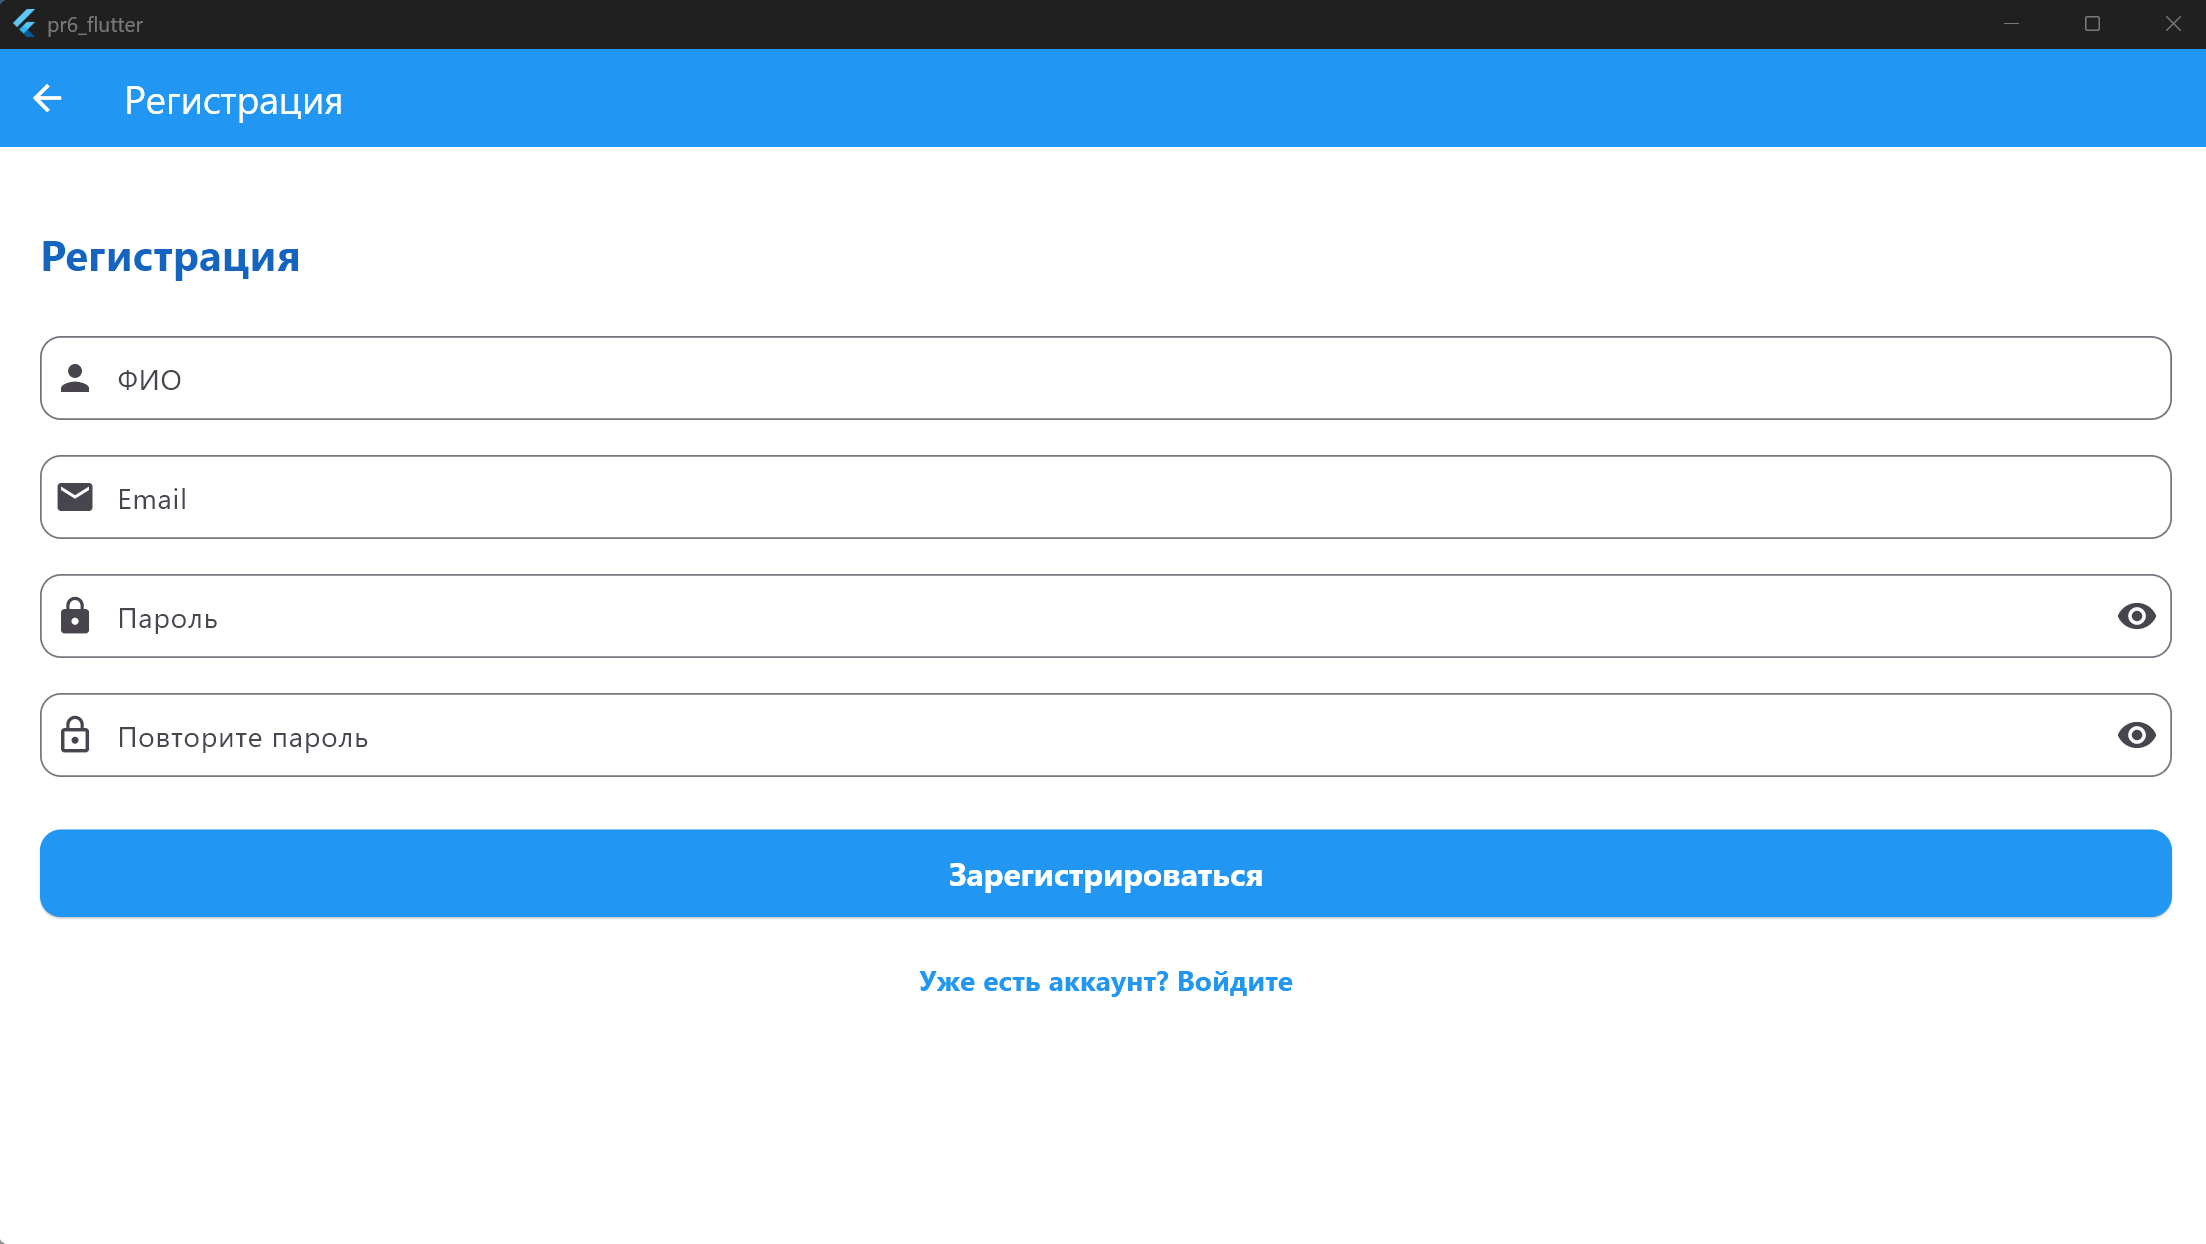 pr6_flutter
Регистрация
Регистрация
ФИО
Email
Пароль
Повторите пароль
Зарегистрироваться
Уже есть аккаунт? Войдите